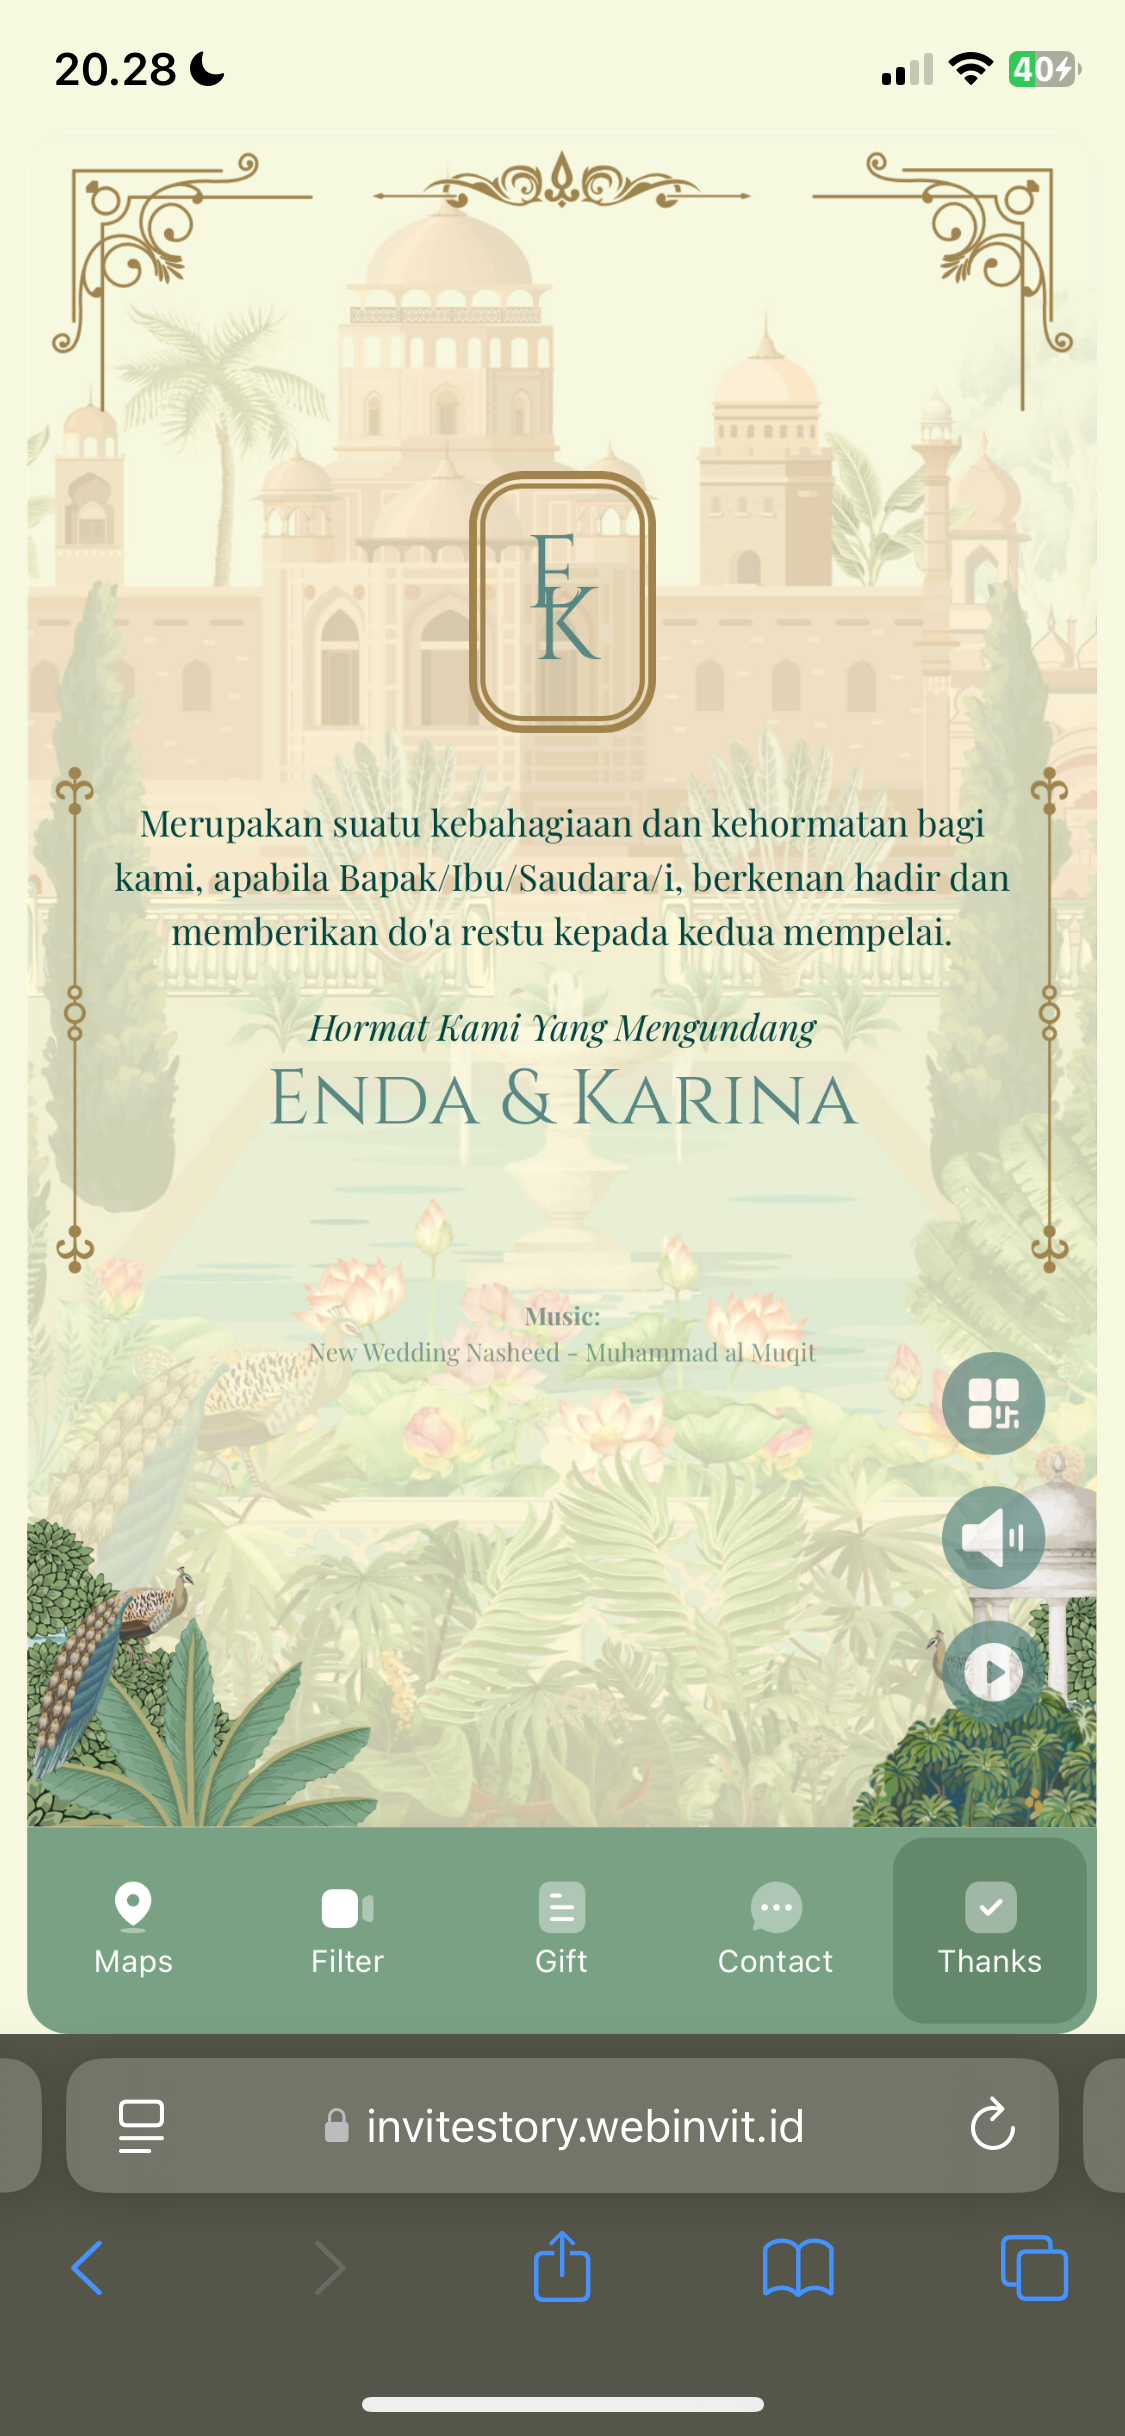 20.28
40
E
K
Merupakan suatu kebahagiaan dan kehormatan bagi
kami, apabila Bapak/Ibu/Saudara/i, berkenan hadir dan
memberikan do'a restu kepada kedua mempelai.
Hormat Kami Yang Mengundang
ENDA & KARINA
Music:
New Wedding Nasheed - Muhammad al Muqit
Maps
Filter
Gift
Contact
Thanks
invitestory.webinvit.id